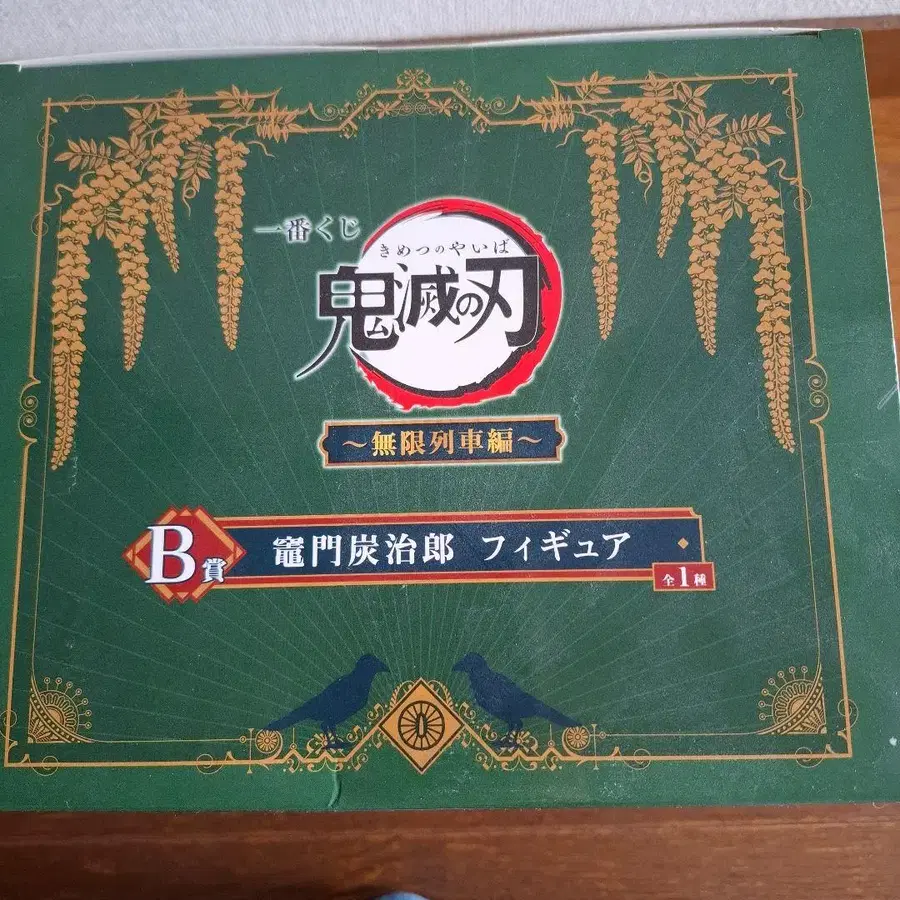 一番くじ
きめつのやいば
鬼滅の刃
～無限列車編～
B賞
竈門炭治郎 フィギュア
全1種